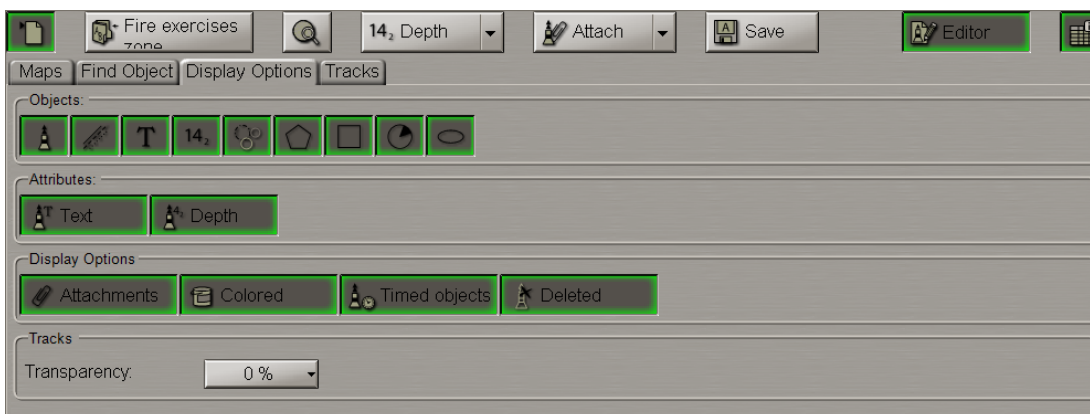 Fire exercises
zone
14₂ Depth
Attach
Save
Editor
Maps
Find Object
Display Options
Tracks
Objects:
T
14₂
Attributes:
Text
Depth
Display Options
Attachments
Colored
Timed objects
Deleted
Tracks
Transparency:
0 %